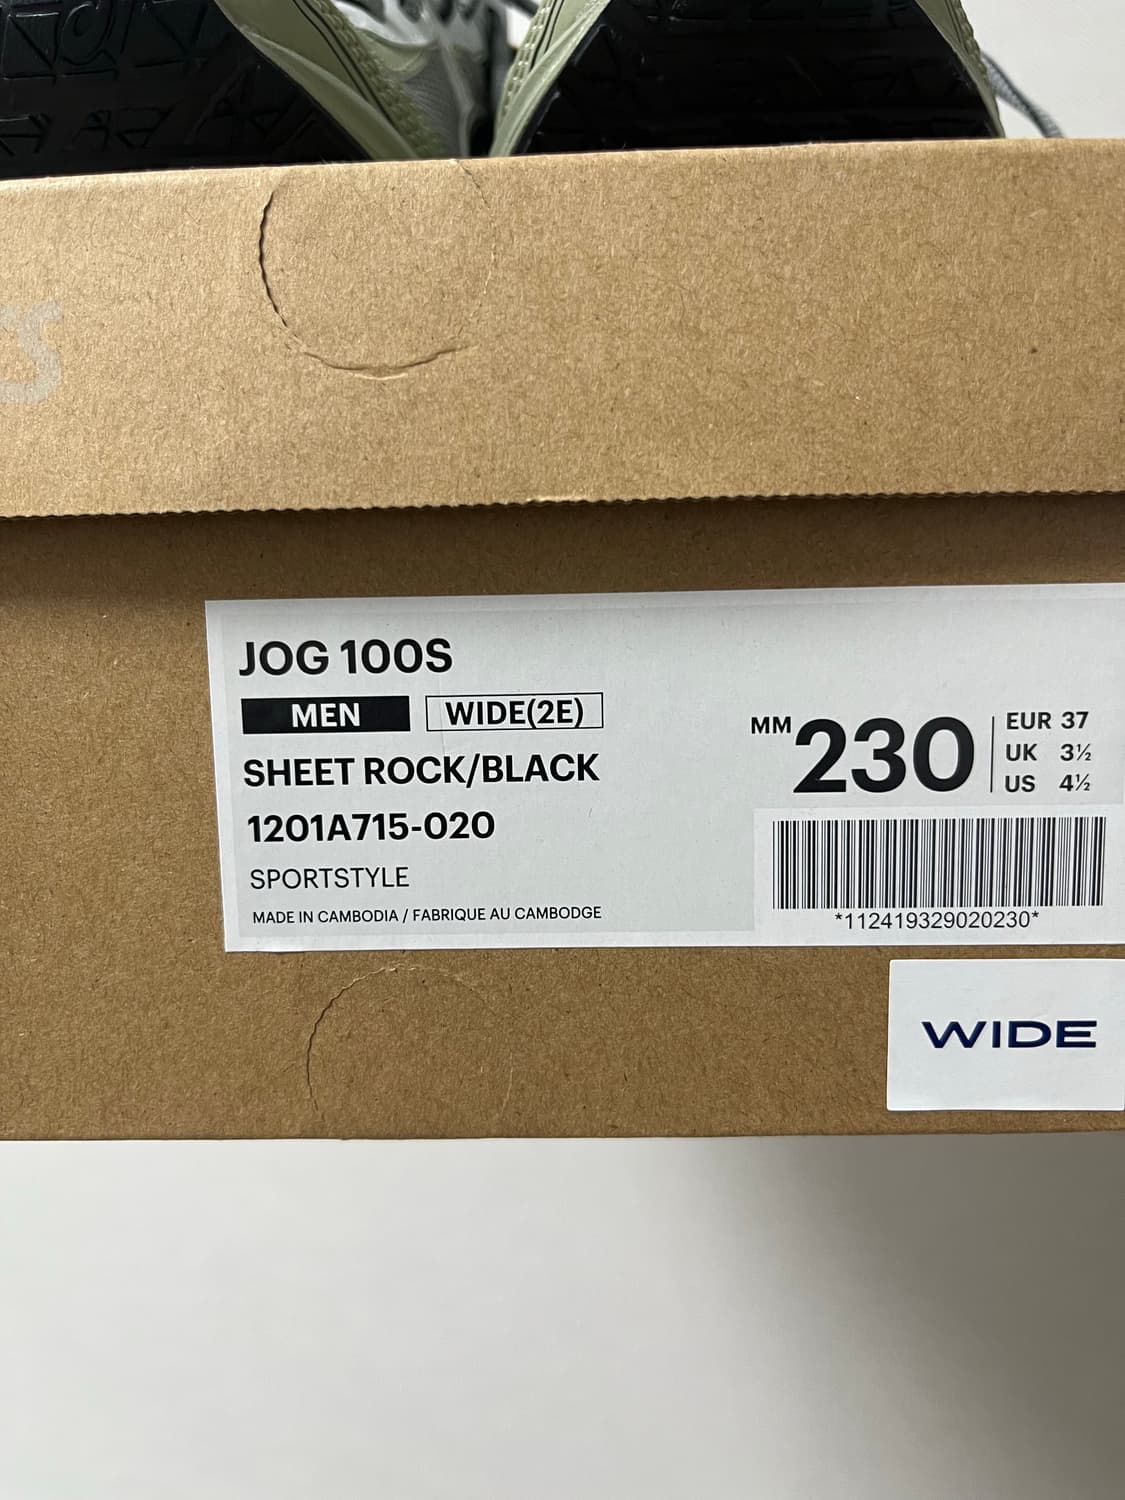 JOG 100S
MEN WIDE(2E)
SHEET ROCK/BLACK
1201A715-020
SPORTSTYLE
MADE IN CAMBODIA / FABRIQUE AU CAMBODGE
MM 230
EUR 37
UK 3½
US 4½
*112419329020230*
WIDE